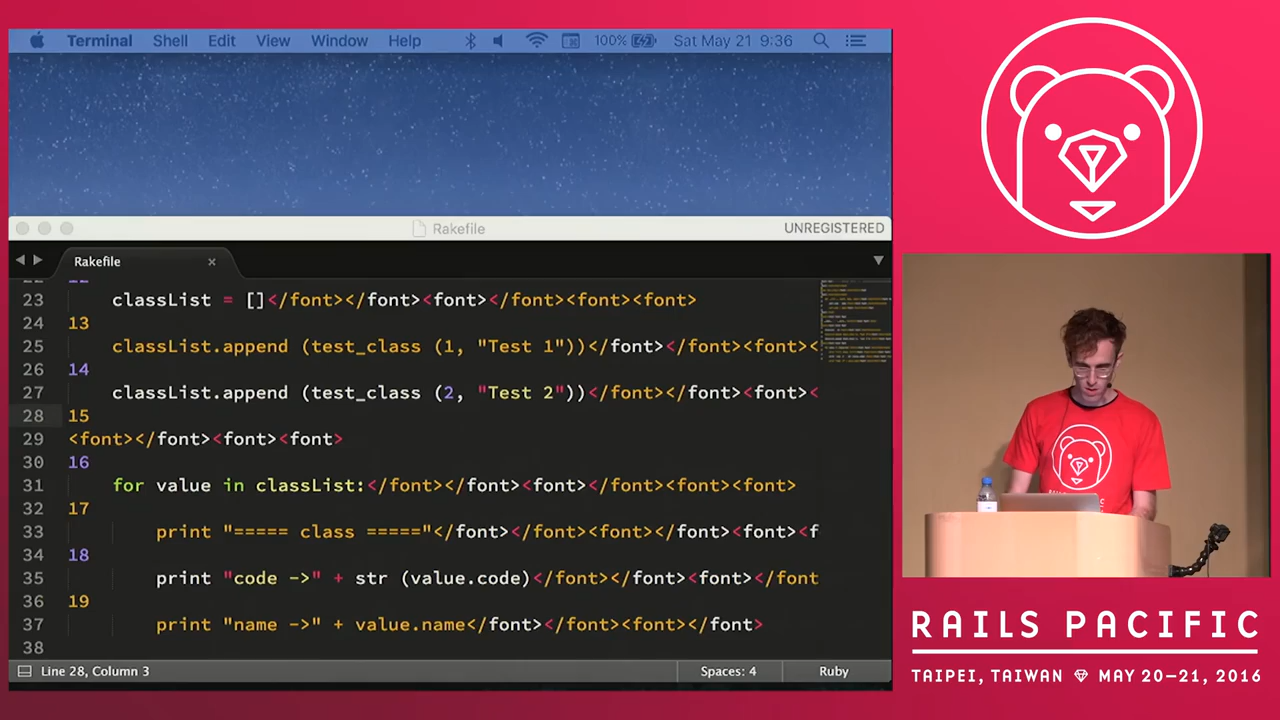 Terminal Shell Edit View Window Help 100% Sat May 21 9:36
Rakefile UNREGISTERED
Rakefile ×
23 classList = []</font></font><font></font><font><font>
24 13
25 classList.append (test_class (1, "Test 1"))</font></font><font><
26 14
27 classList.append (test_class (2, "Test 2"))</font></font><font><
28 15
29 <font></font><font><font>
30 16
31 for value in classList:</font></font><font></font><font><font>
32 17
33 print "===== class ====="</font></font><font></font><font><f
34 18
35 print "code ->" + str (value.code)</font></font><font></font
36 19
37 print "name ->" + value.name</font></font><font></font>
38
Line 28, Column 3 Spaces: 4 Ruby
RAILS PACIFIC
TAIPEI, TAIWAN MAY 20–21, 2016